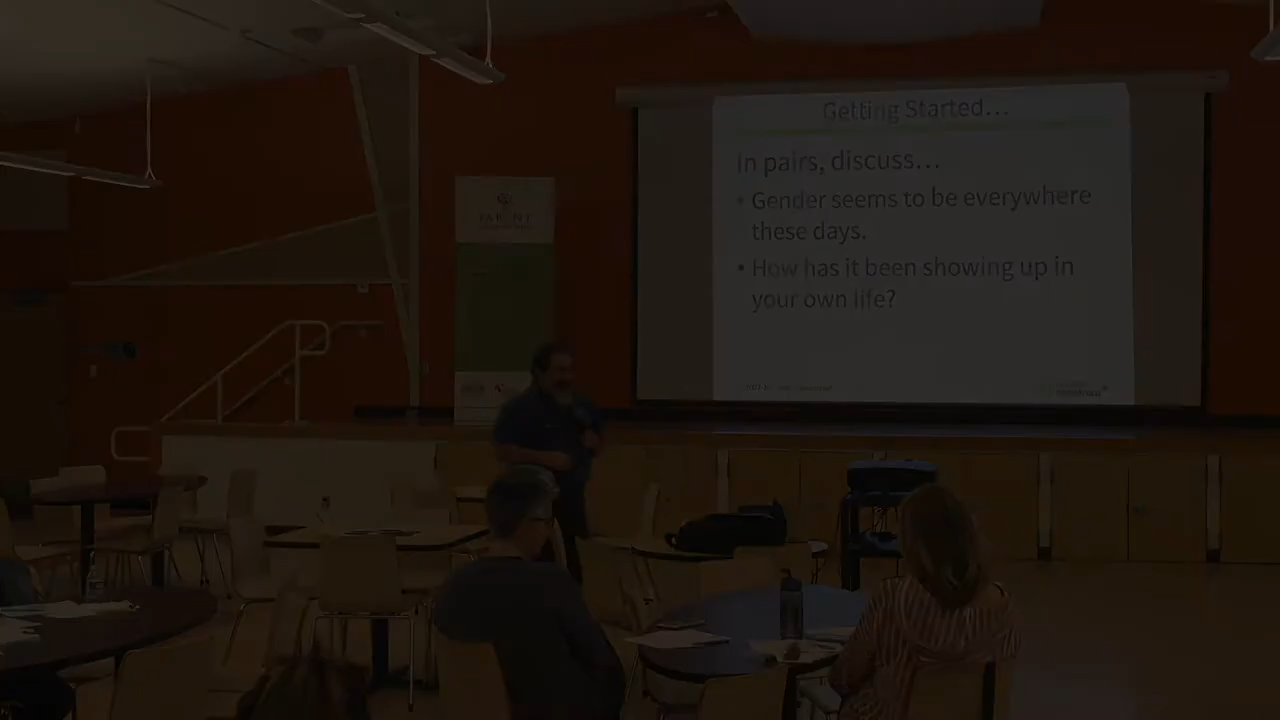 Getting Started…
In pairs, discuss…
• Gender seems to be everywhere
these days.
• How has it been showing up in
your own life?
PARENT